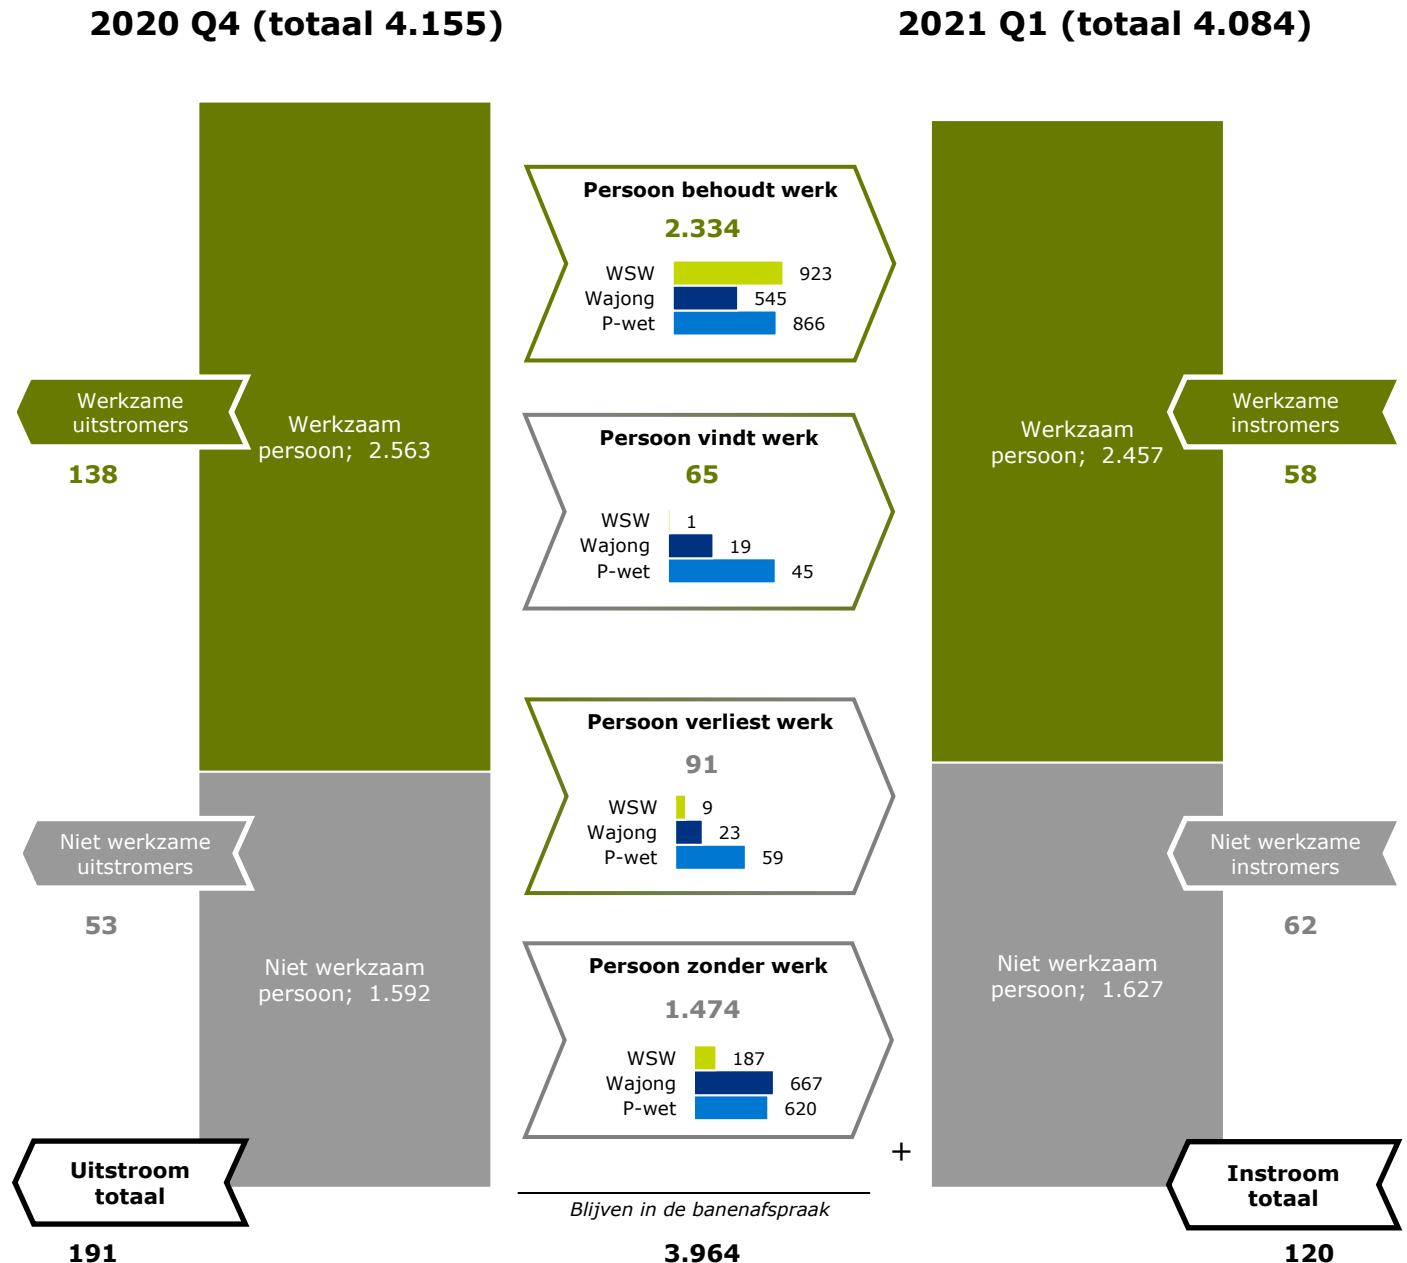 2020 Q4 (totaal 4.155)
2021 Q1 (totaal 4.084)
Werkzame
uitstromers
138
Werkzaam
persoon; 2.563
Niet werkzame
uitstromers
53
Niet werkzaam
persoon; 1.592
Uitstroom
totaal
191
Persoon behoudt werk
2.334
WSW 923
Wajong 545
P-wet 866
Persoon vindt werk
65
WSW 1
Wajong 19
P-wet 45
Persoon verliest werk
91
WSW 9
Wajong 23
P-wet 59
Persoon zonder werk
1.474
WSW 187
Wajong 667
P-wet 620
+
Blijven in de banenafspraak
3.964
Werkzaam
persoon; 2.457
Werkzame
instromers
58
Niet werkzame
instromers
62
Niet werkzaam
persoon; 1.627
Instroom
totaal
120